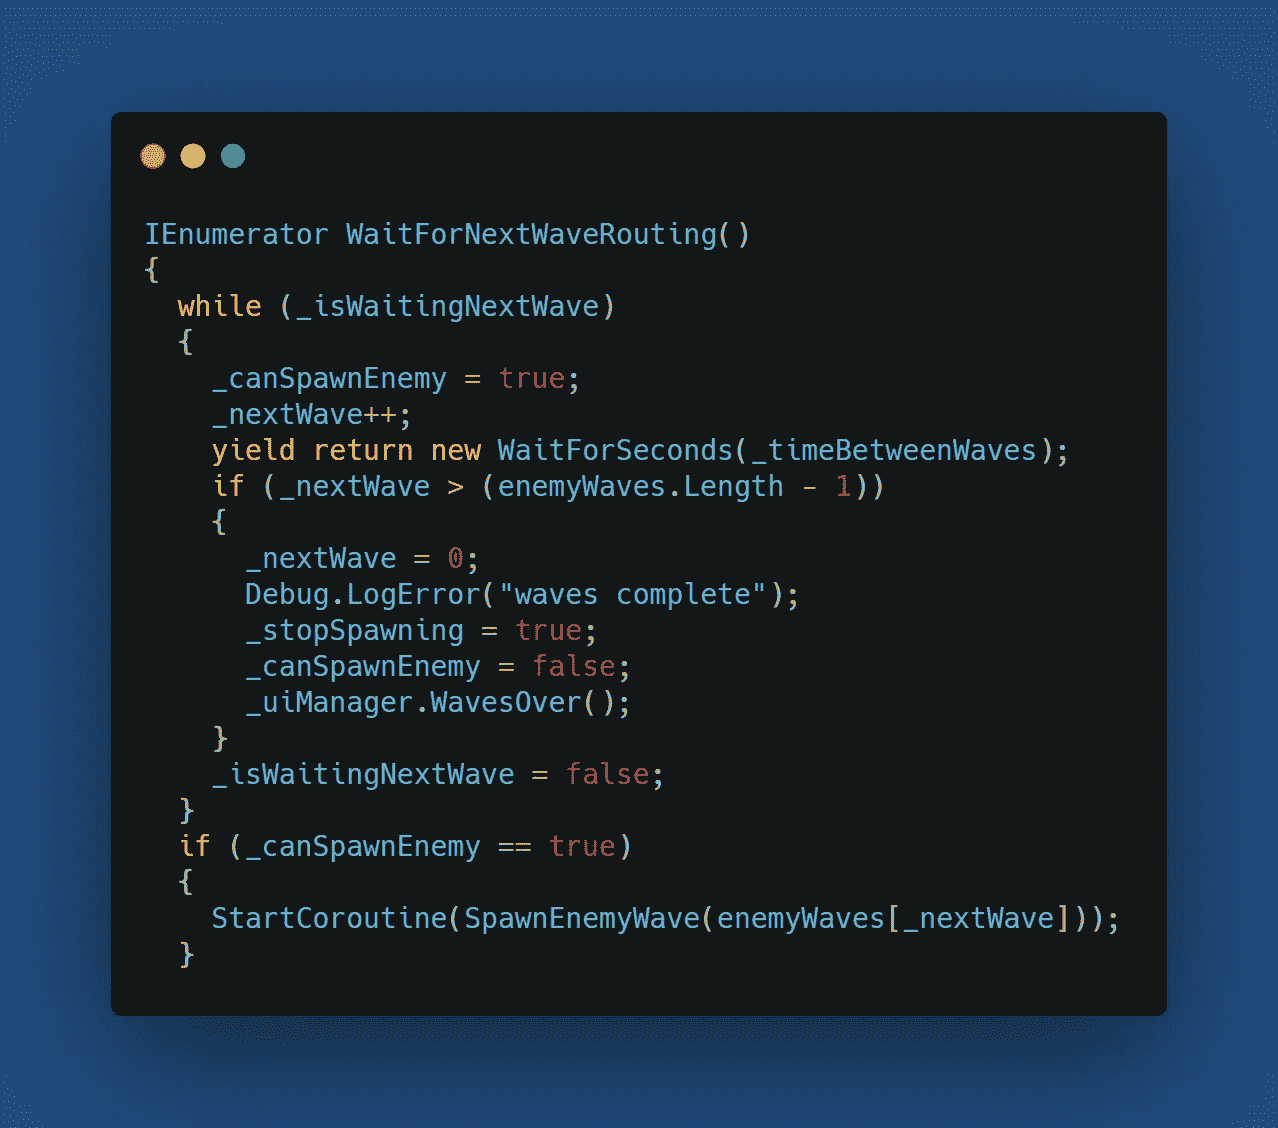 IEnumerator WaitForNextWaveRouting()
{
  while (_isWaitingNextWave)
  {
    _canSpawnEnemy = true;
    _nextWave++;
    yield return new WaitForSeconds(_timeBetweenWaves);
    if (_nextWave > (enemyWaves.Length - 1))
    {
      _nextWave = 0;
      Debug.LogError("waves complete");
      _stopSpawning = true;
      _canSpawnEnemy = false;
      _uiManager.WavesOver();
    }
    _isWaitingNextWave = false;
  }
  if (_canSpawnEnemy == true)
  {
    StartCoroutine(SpawnEnemyWave(enemyWaves[_nextWave]));
  }